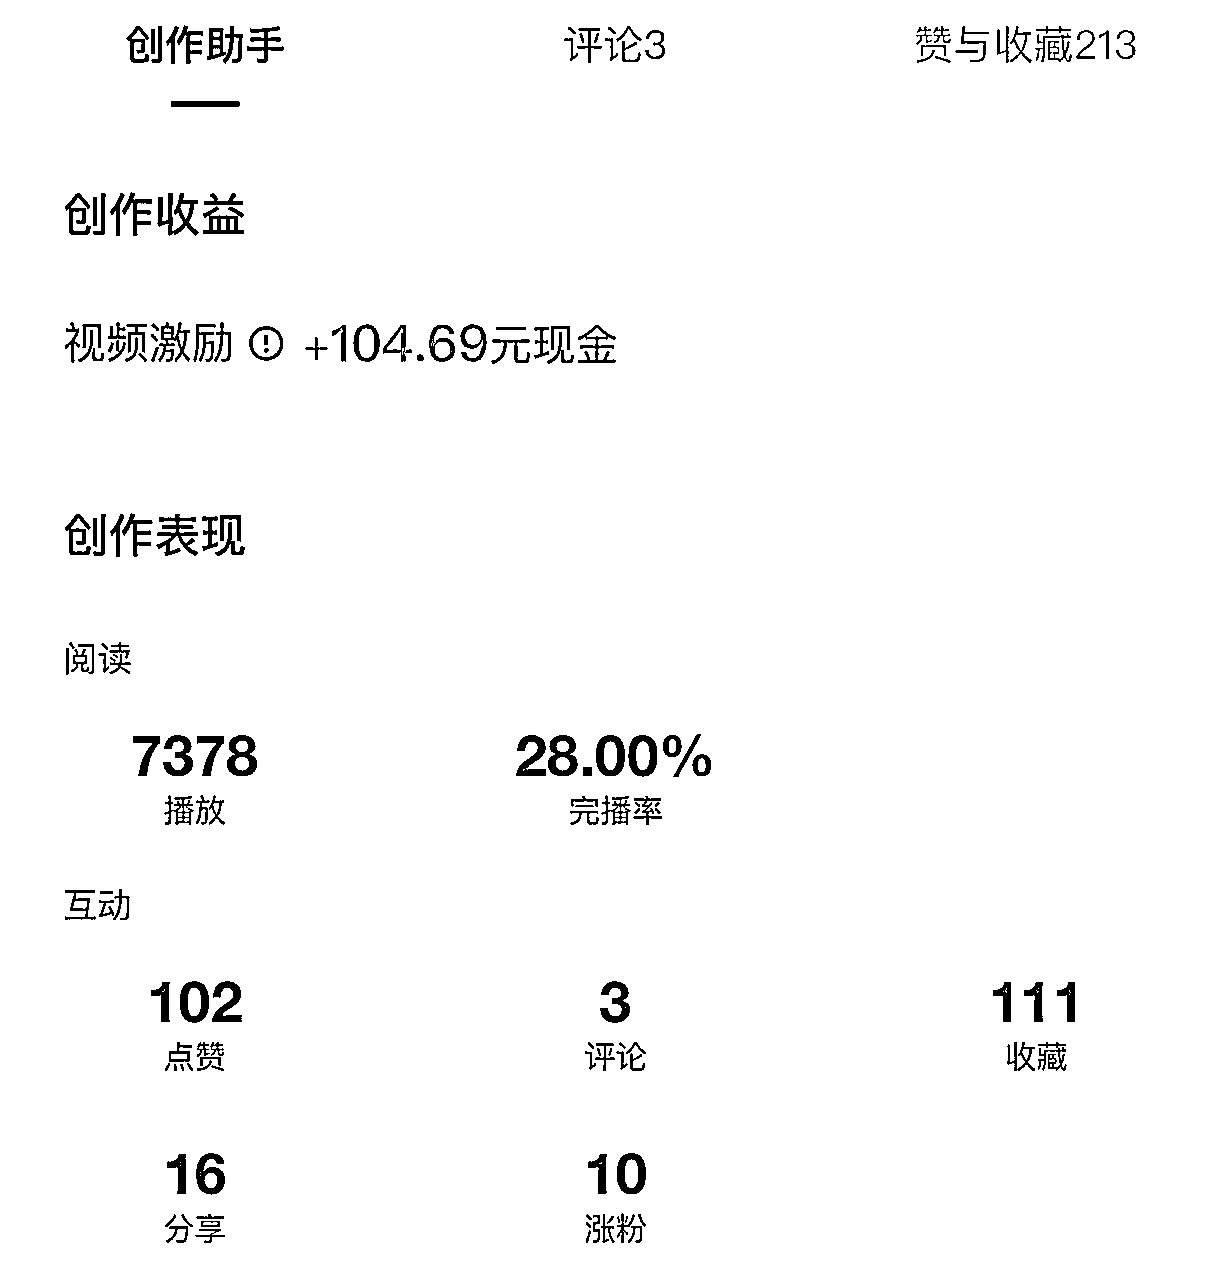 创作助手 评论3 赞与收藏213
创作收益
视频激励 ! +104.69元现金
创作表现
阅读
7378 28.00%
播放 完播率
互动
102 3 111
点赞 评论 收藏
16 10
分享 涨粉